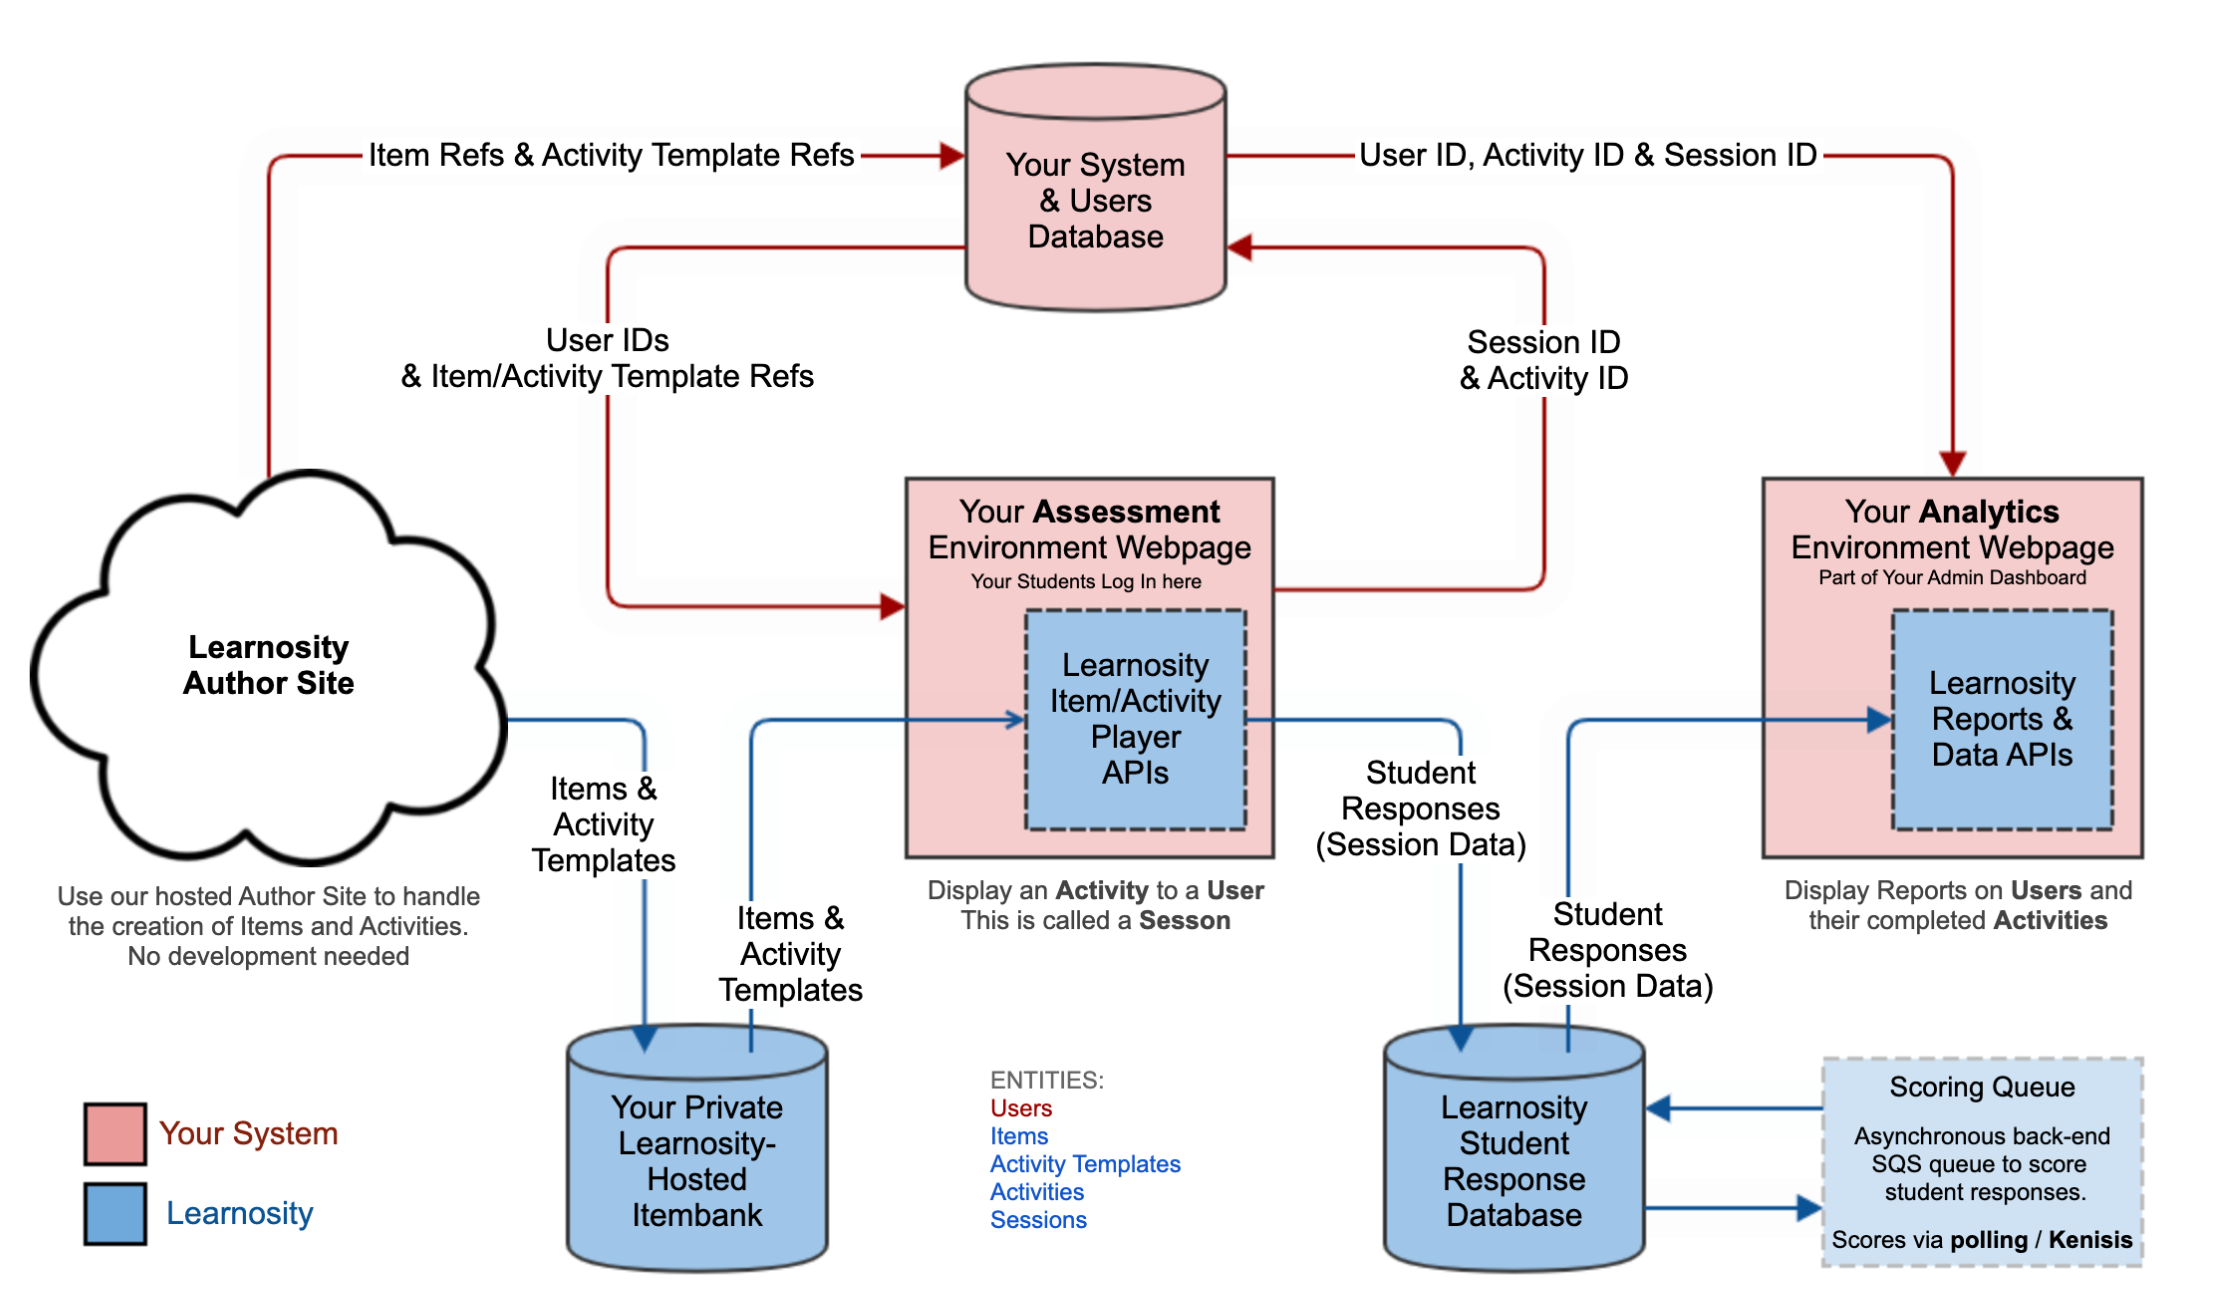 Item Refs & Activity Template Refs
Your System
& Users
Database
User ID, Activity ID & Session ID
User IDs
& Item/Activity Template Refs
Session ID
& Activity ID
Learnosity
Author Site
Use our hosted Author Site to handle
the creation of Items and Activities.
No development needed
Your Assessment
Environment Webpage
Your Students Log In here
Learnosity
Item/Activity
Player
APIs
Display an Activity to a User
This is called a Sesson
Your Analytics
Environment Webpage
Part of Your Admin Dashboard
Learnosity
Reports &
Data APIs
Display Reports on Users and
their completed Activities
Items &
Activity
Templates
Items &
Activity
Templates
Student
Responses
(Session Data)
Student
Responses
(Session Data)
Your System
Learnosity
Your Private
Learnosity-
Hosted
Itembank
ENTITIES:
Users
Items
Activity Templates
Activities
Sessions
Learnosity
Student
Response
Database
Scoring Queue
Asynchronous back-end
SQS queue to score
student responses.
Scores via polling / Kenisis